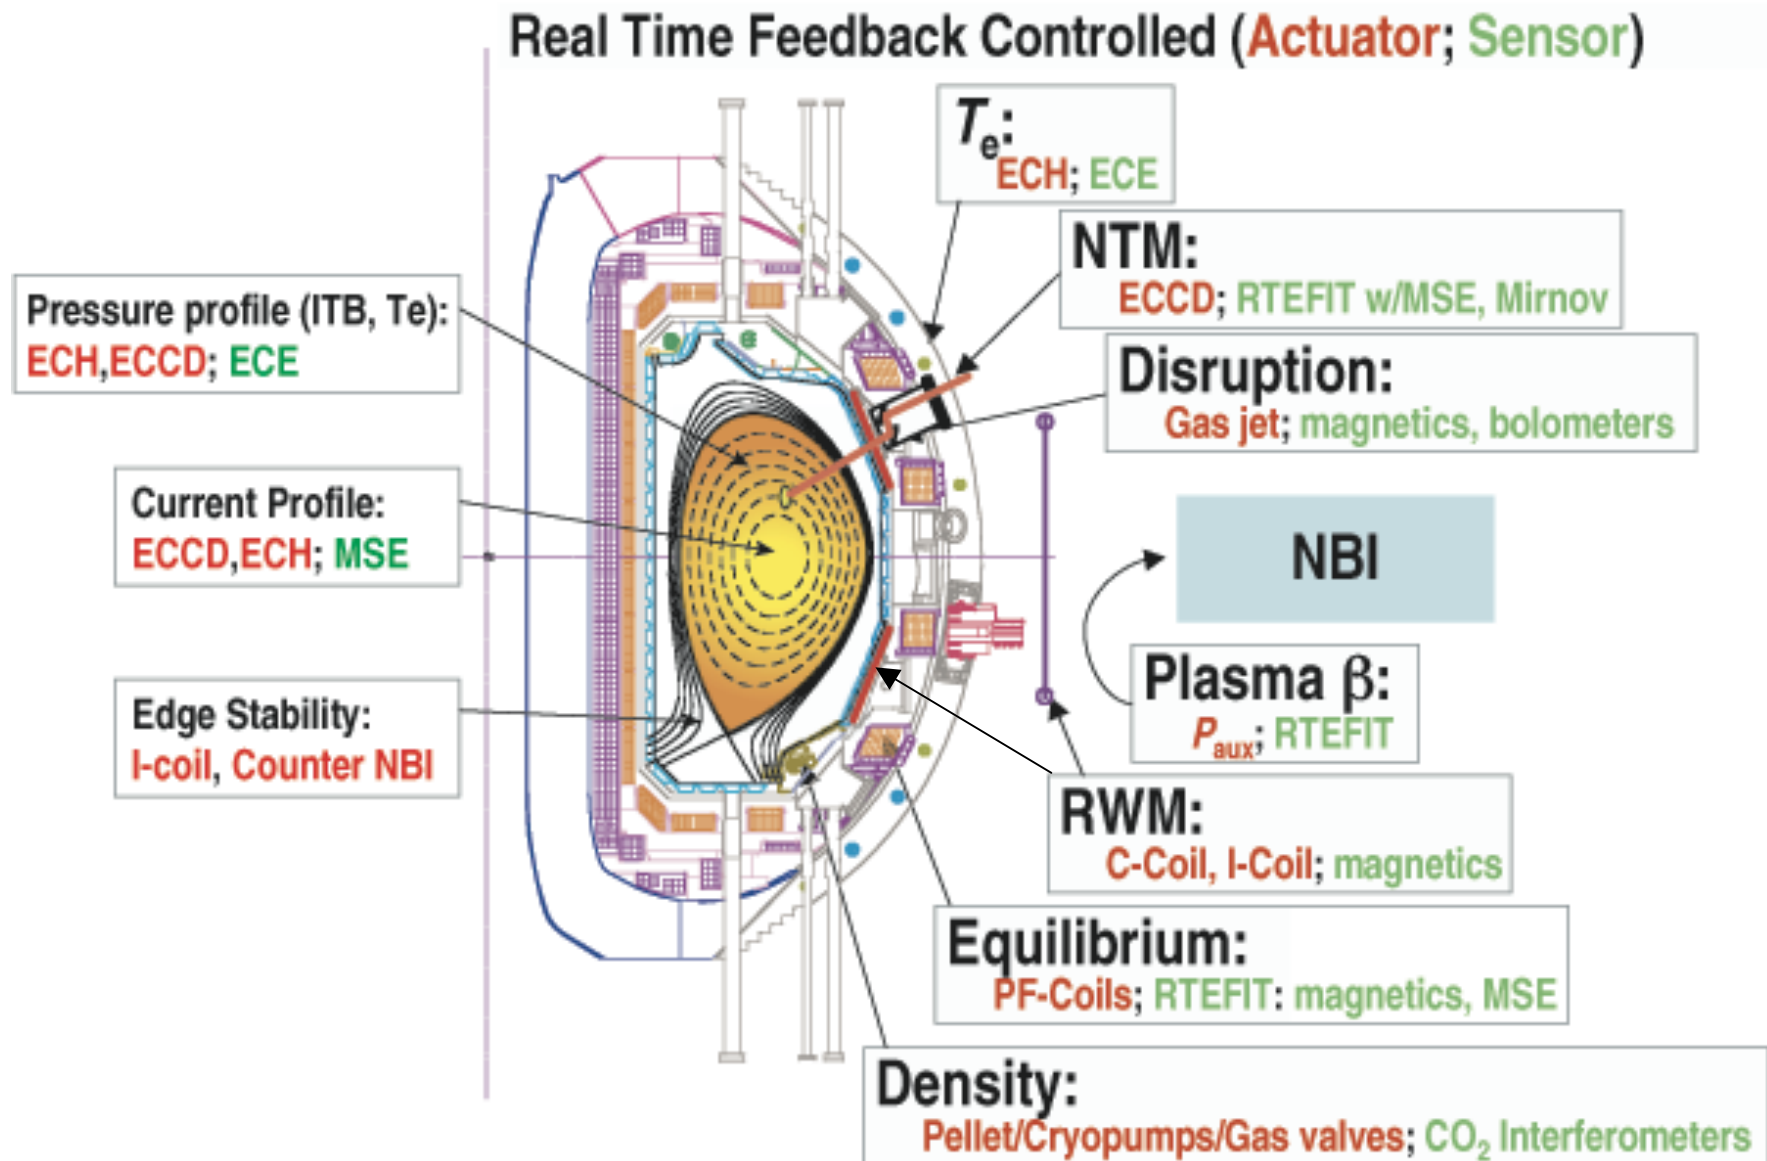 Real Time Feedback Controlled (Actuator; Sensor)
Te:
ECH; ECE
NTM:
ECCD; RTEFIT w/MSE, Mirnov
Pressure profile (ITB, Te):
ECH,ECCD; ECE
Disruption:
Gas jet; magnetics, bolometers
Current Profile:
ECCD,ECH; MSE
NBI
Edge Stability:
I-coil, Counter NBI
Plasma β:
Paux; RTEFIT
RWM:
C-Coil, I-Coil; magnetics
Equilibrium:
PF-Coils; RTEFIT: magnetics, MSE
Density:
Pellet/Cryopumps/Gas valves; CO₂ Interferometers